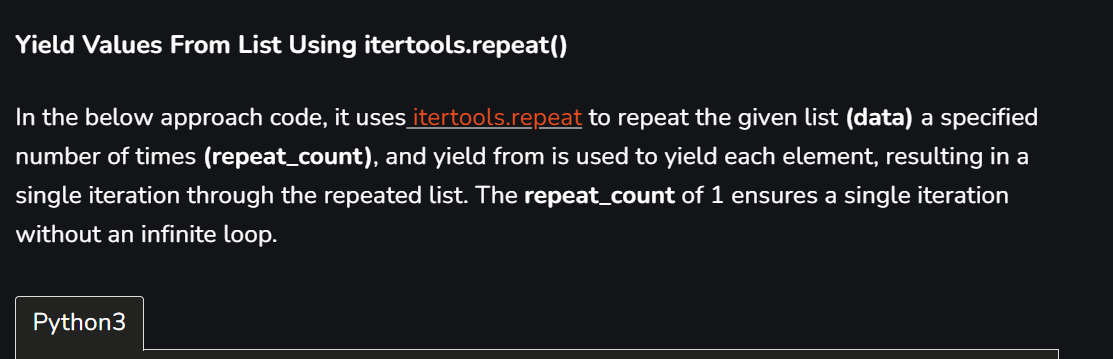 Yield Values From List Using itertools.repeat()
In the below approach code, it uses itertools.repeat to repeat the given list (data) a specified
number of times (repeat_count), and yield from is used to yield each element, resulting in a
single iteration through the repeated list. The repeat_count of 1 ensures a single iteration
without an infinite loop.
Python3